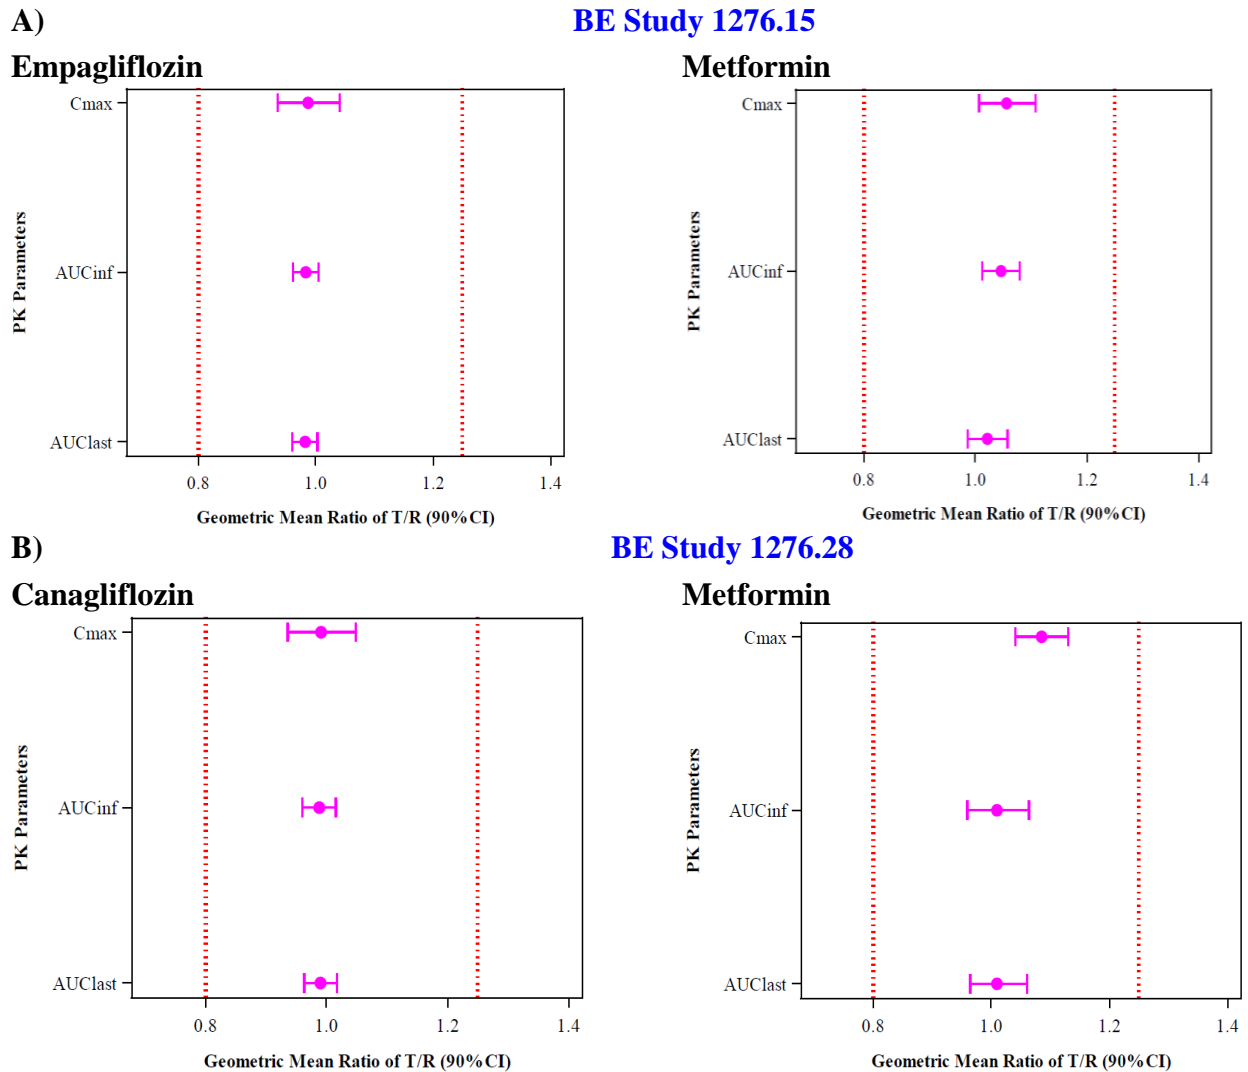 A)
BE Study 1276.15
Empagliflozin
Metformin
Cmax
AUCinf
AUClast
PK Parameters
0.8 1.0 1.2 1.4
Geometric Mean Ratio of T/R (90%CI)
Cmax
AUCinf
AUClast
PK Parameters
0.8 1.0 1.2 1.4
Geometric Mean Ratio of T/R (90%CI)
B)
BE Study 1276.28
Canagliflozin
Metformin
Cmax
AUCinf
AUClast
PK Parameters
0.8 1.0 1.2 1.4
Geometric Mean Ratio of T/R (90%CI)
Cmax
AUCinf
AUClast
PK Parameters
0.8 1.0 1.2 1.4
Geometric Mean Ratio of T/R (90%CI)